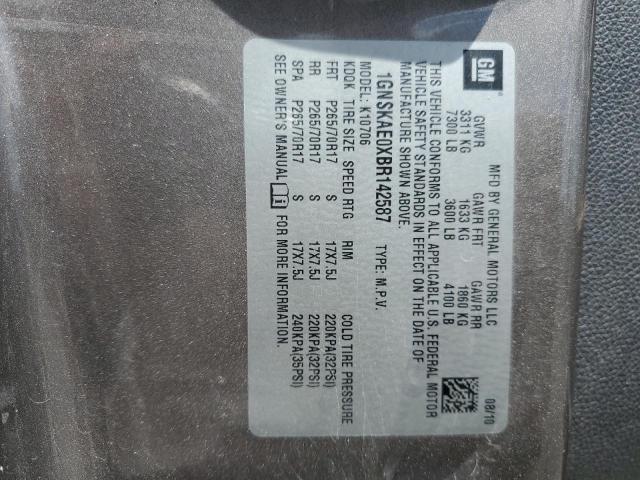 GM
MFD BY GENERAL MOTORS LLC 08/10
GVWR GAWR FRT GAWR RR
3311 KG 1633 KG 1860 KG
7300 LB 3600 LB 4100 LB
THIS VEHICLE CONFORMS TO ALL APPLICABLE U.S. FEDERAL MOTOR
VEHICLE SAFETY STANDARDS IN EFFECT ON THE DATE OF
MANUFACTURE SHOWN ABOVE.
1GNSKAE0XBR142587 TYPE: M.P.V.
MODEL: K10706
KDQK TIRE SIZE SPEED RTG RIM COLD TIRE PRESSURE
FRT P265/70R17 S 17X7.5J 220KPA(32PSI)
RR P265/70R17 S 17X7.5J 220KPA(32PSI)
SPA P265/70R17 S 17X7.5J 240KPA(35PSI)
SEE OWNER'S MANUAL i FOR MORE INFORMATION.